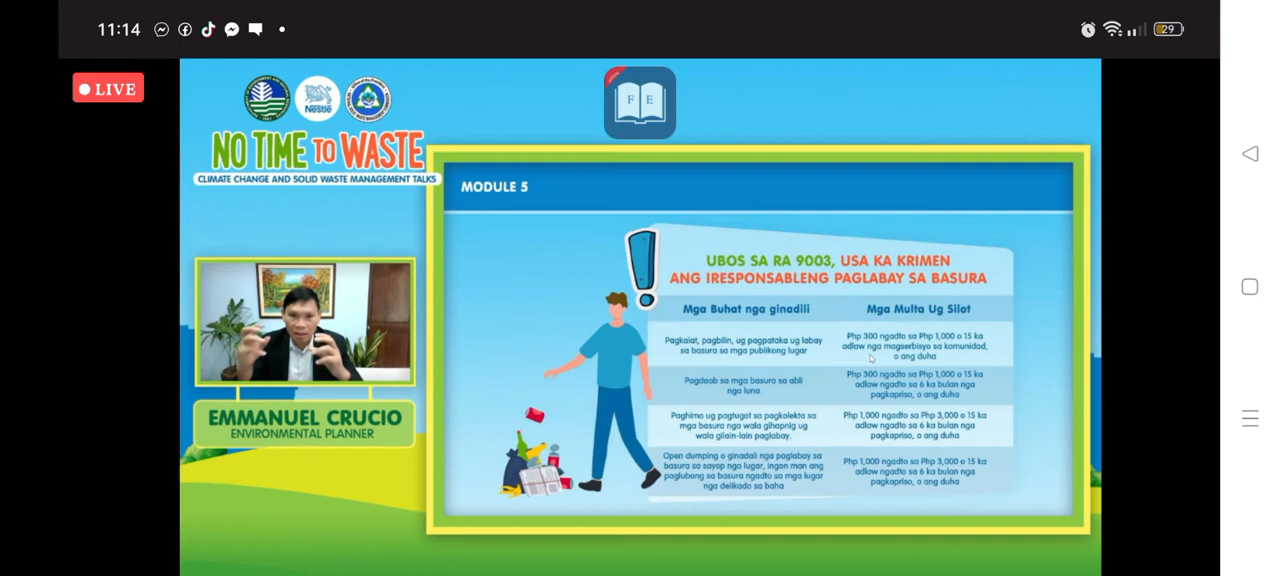 11:14
29
LIVE
Nestlé
F E
NO TIME TO WASTE
CLIMATE CHANGE AND SOLID WASTE MANAGEMENT TALKS
MODULE 5
UBOS SA RA 9003, USA KA KRIMEN
ANG IRESPONSABLENG PAGLABAY SA BASURA
Mga Buhat nga ginadili
Mga Multa Ug Silot
Pagkalat, pagbilin, ug pagpataka ug labay
sa basura sa mga publikong lugar
Php 300 ngadto sa Php 1,000 o 15 ka
adlaw nga magserbisyo sa komunidad,
o ang duha
Pagdaob sa mga basura sa abli
nga luna
Php 300 ngadto sa Php 1,000 o 15 ka
adlaw ngadto sa 6 ka bulan nga
pagkapriso, o ang duha
Paghimo ug pagtugot sa pagkolekta sa
mga basura nga wala gihapnig ug
wala gilain-lain paglabay.
Php 1,000 ngadto sa Php 3,000 o 15 ka
adlaw ngadto sa 6 ka bulan nga
pagkapriso, o ang duha
Open dumping o ginadali nga paglabay sa
basura sa sayop nga lugar, ingon man ang
paglubong sa basura ngadto sa mga lugar
nga delikado sa baha
Php 1,000 ngadto sa Php 3,000 o 15 ka
adlaw ngadto sa 6 ka bulan nga
pagkapriso, o ang duha
EMMANUEL CRUCIO
ENVIRONMENTAL PLANNER